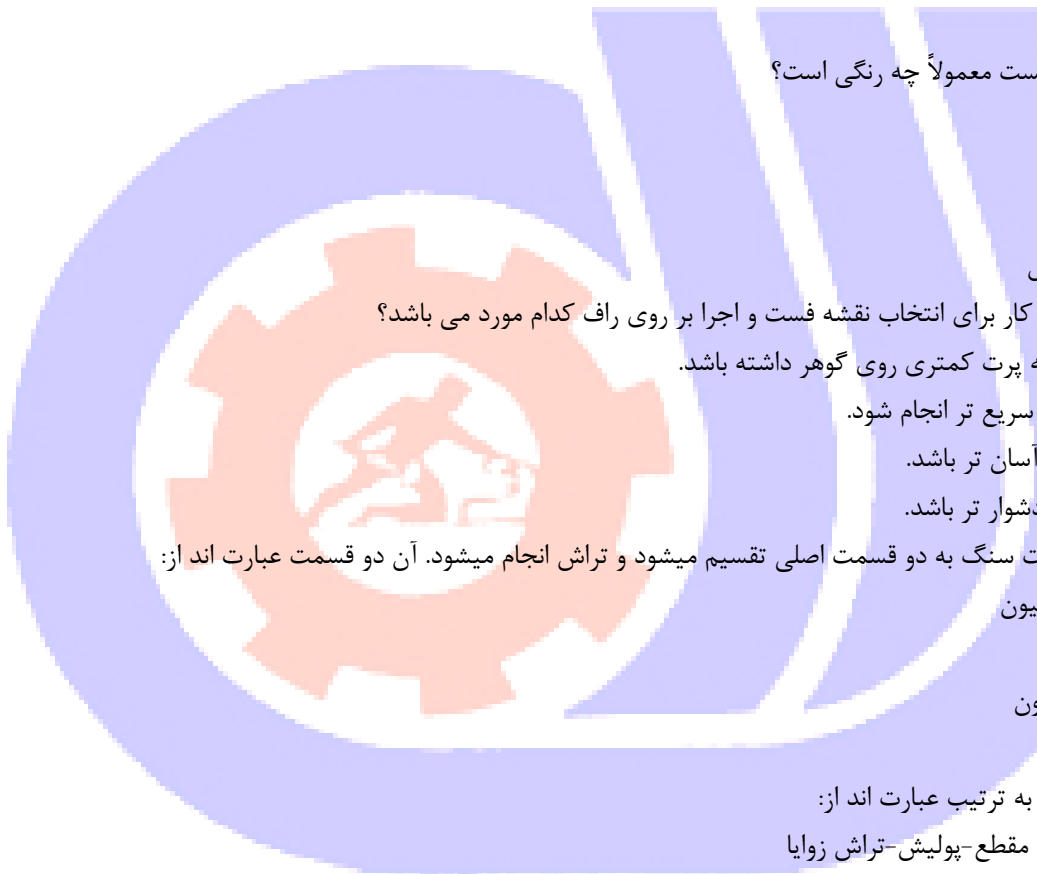 ست معمولاً چه رنگی است؟
کار برای انتخاب نقشه فست و اجرا بر روی راف کدام مورد می باشد؟
ه پرت کمتری روی گوهر داشته باشد.
سریع تر انجام شود.
آسان تر باشد.
دشوار تر باشد.
ت سنگ به دو قسمت اصلی تقسیم میشود و تراش انجام میشود. آن دو قسمت عبارت اند از:
یون
ون
به ترتیب عبارت اند از:
مقطع-پولیش-تراش زوایا